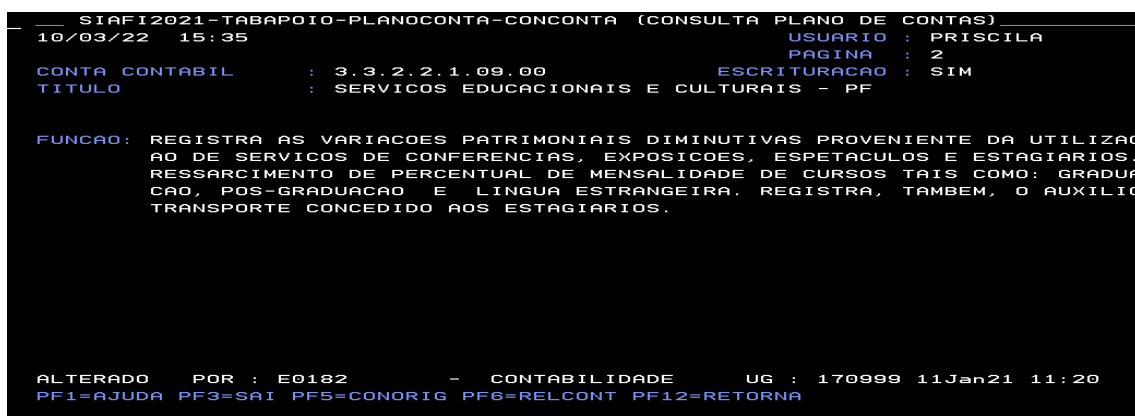 __ SIAFI2021-TABAPOIO-PLANOCONTA-CONCONTA (CONSULTA PLANO DE CONTAS)
10/03/22 15:35 USUARIO : PRISCILA
PAGINA : 2
CONTA CONTABIL : 3.3.2.2.1.09.00 ESCRITURACAO : SIM
TITULO : SERVICOS EDUCACIONAIS E CULTURAIS - PF
FUNCAO: REGISTRA AS VARIACOES PATRIMONIAIS DIMINUTIVAS PROVENIENTE DA UTILIZAC
AO DE SERVICOS DE CONFERENCIAS, EXPOSICOES, ESPETACULOS E ESTAGIARIOS.
RESSARCIMENTO DE PERCENTUAL DE MENSALIDADE DE CURSOS TAIS COMO: GRADUA
CAO, POS-GRADUACAO E LINGUA ESTRANGEIRA. REGISTRA, TAMBEM, O AUXILIO
TRANSPORTE CONCEDIDO AOS ESTAGIARIOS.
ALTERADO POR : E0182 - CONTABILIDADE UG : 170999 11Jan21 11:20
PF1=AJUDA PF3=SAI PF5=CONORIG PF6=RELCONT PF12=RETORNA